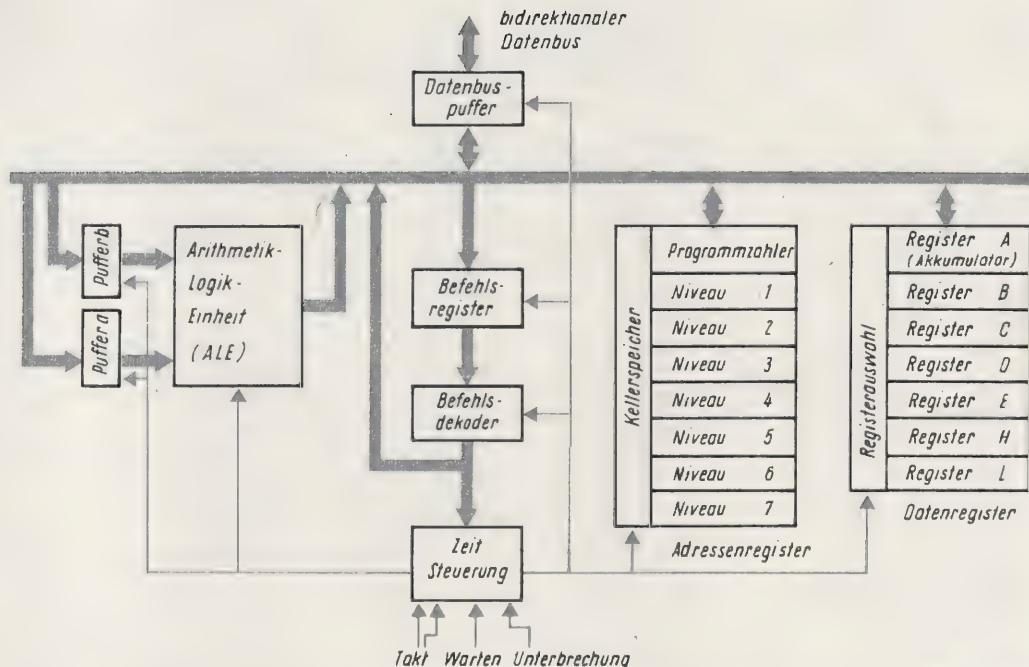 bidirektionaler
Datenbus
Datenbus-
puffer
Puffer b
Puffer a
Arithmetik-
Logik-
Einheit
(ALE)
Befehls-
register
Befehls-
dekoder
Zeit
Steuerung
Takt Warten Unterbrechung
Kellerspeicher
Programmzahler
Niveau 1
Niveau 2
Niveau 3
Niveau 4
Niveau 5
Niveau 6
Niveau 7
Adressenregister
Registerauswahl
Register A
(Akkumulator)
Register B
Register C
Register D
Register E
Register H
Register L
Datenregister